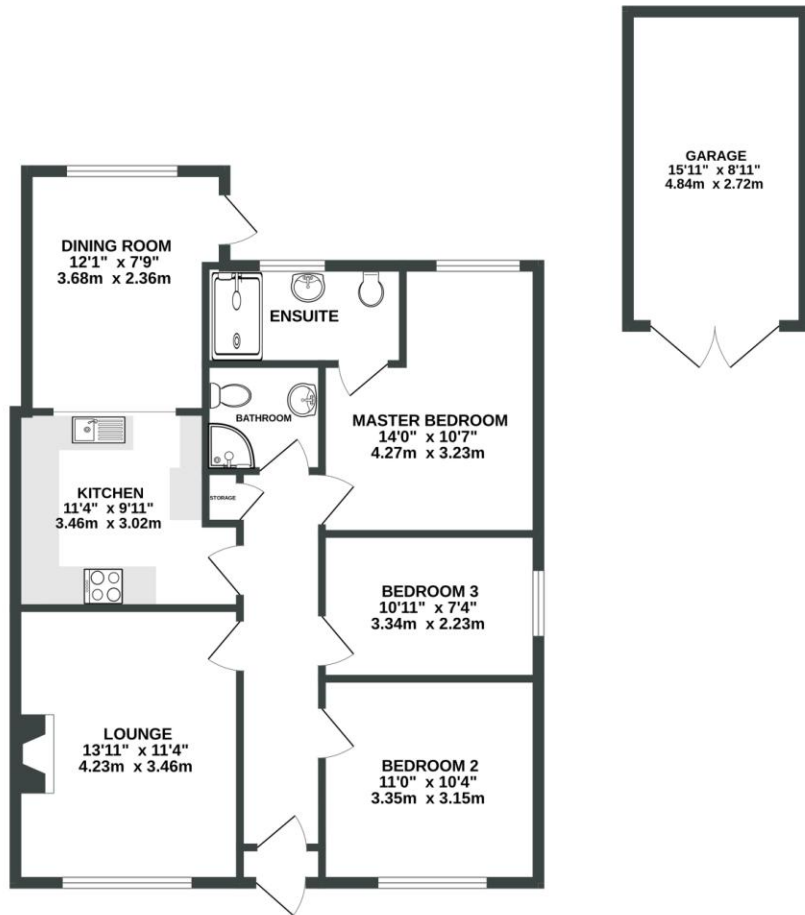 GARAGE
15'11" x 8'11"
4.84m x 2.72m
DINING ROOM
12'1" x 7'9"
3.68m x 2.36m
ENSUITE
BATHROOM
MASTER BEDROOM
14'0" x 10'7"
4.27m x 3.23m
STORAGE
KITCHEN
11'4" x 9'11"
3.46m x 3.02m
BEDROOM 3
10'11" x 7'4"
3.34m x 2.23m
LOUNGE
13'11" x 11'4"
4.23m x 3.46m
BEDROOM 2
11'0" x 10'4"
3.35m x 3.15m